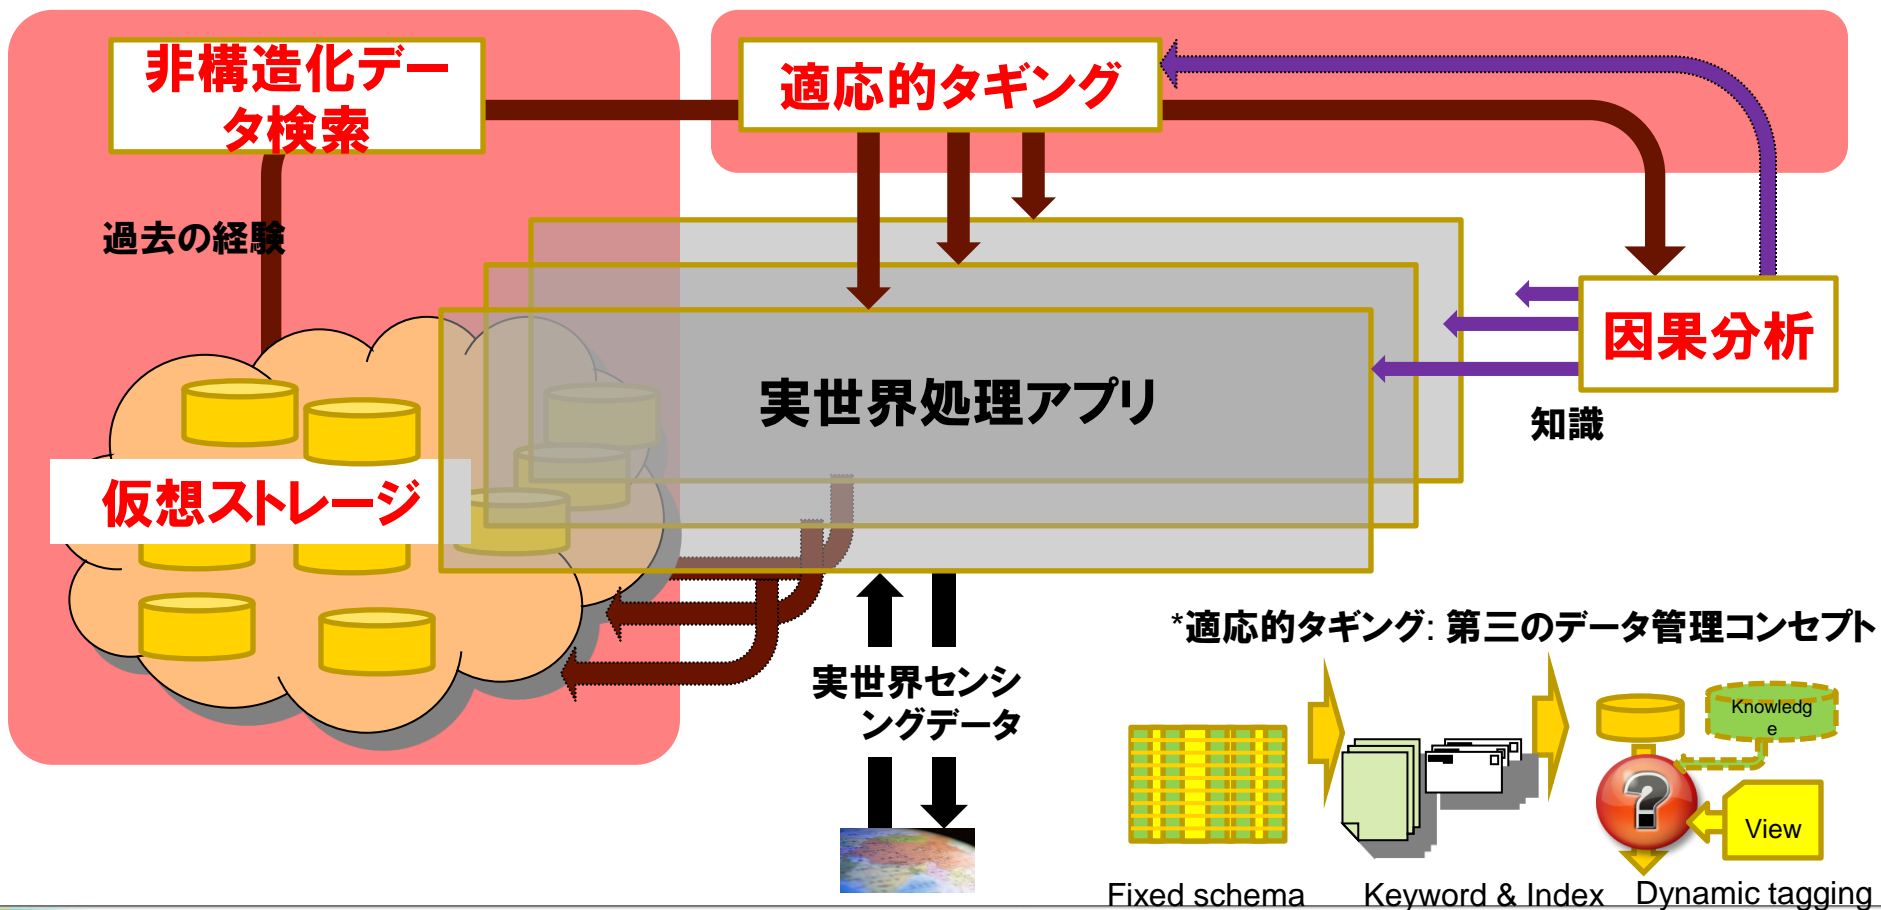 非構造化デー
タ検索
適応的タギング
過去の経験
因果分析
実世界処理アプリ
知識
仮想ストレージ
*適応的タギング: 第三のデータ管理コンセプト
実世界センシ
ングデータ
Knowledg
e
View
Fixed schema
Keyword & Index
Dynamic tagging